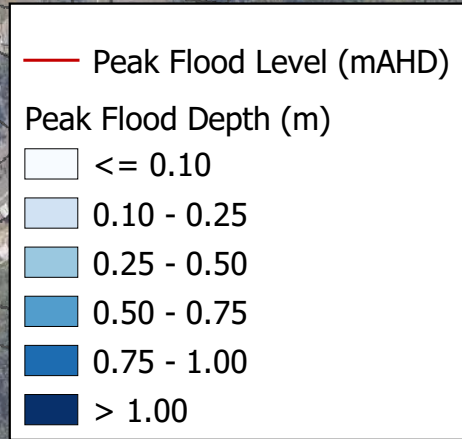 Peak Flood Level (mAHD)
Peak Flood Depth (m)
<= 0.10
0.10 - 0.25
0.25 - 0.50
0.50 - 0.75
0.75 - 1.00
> 1.00